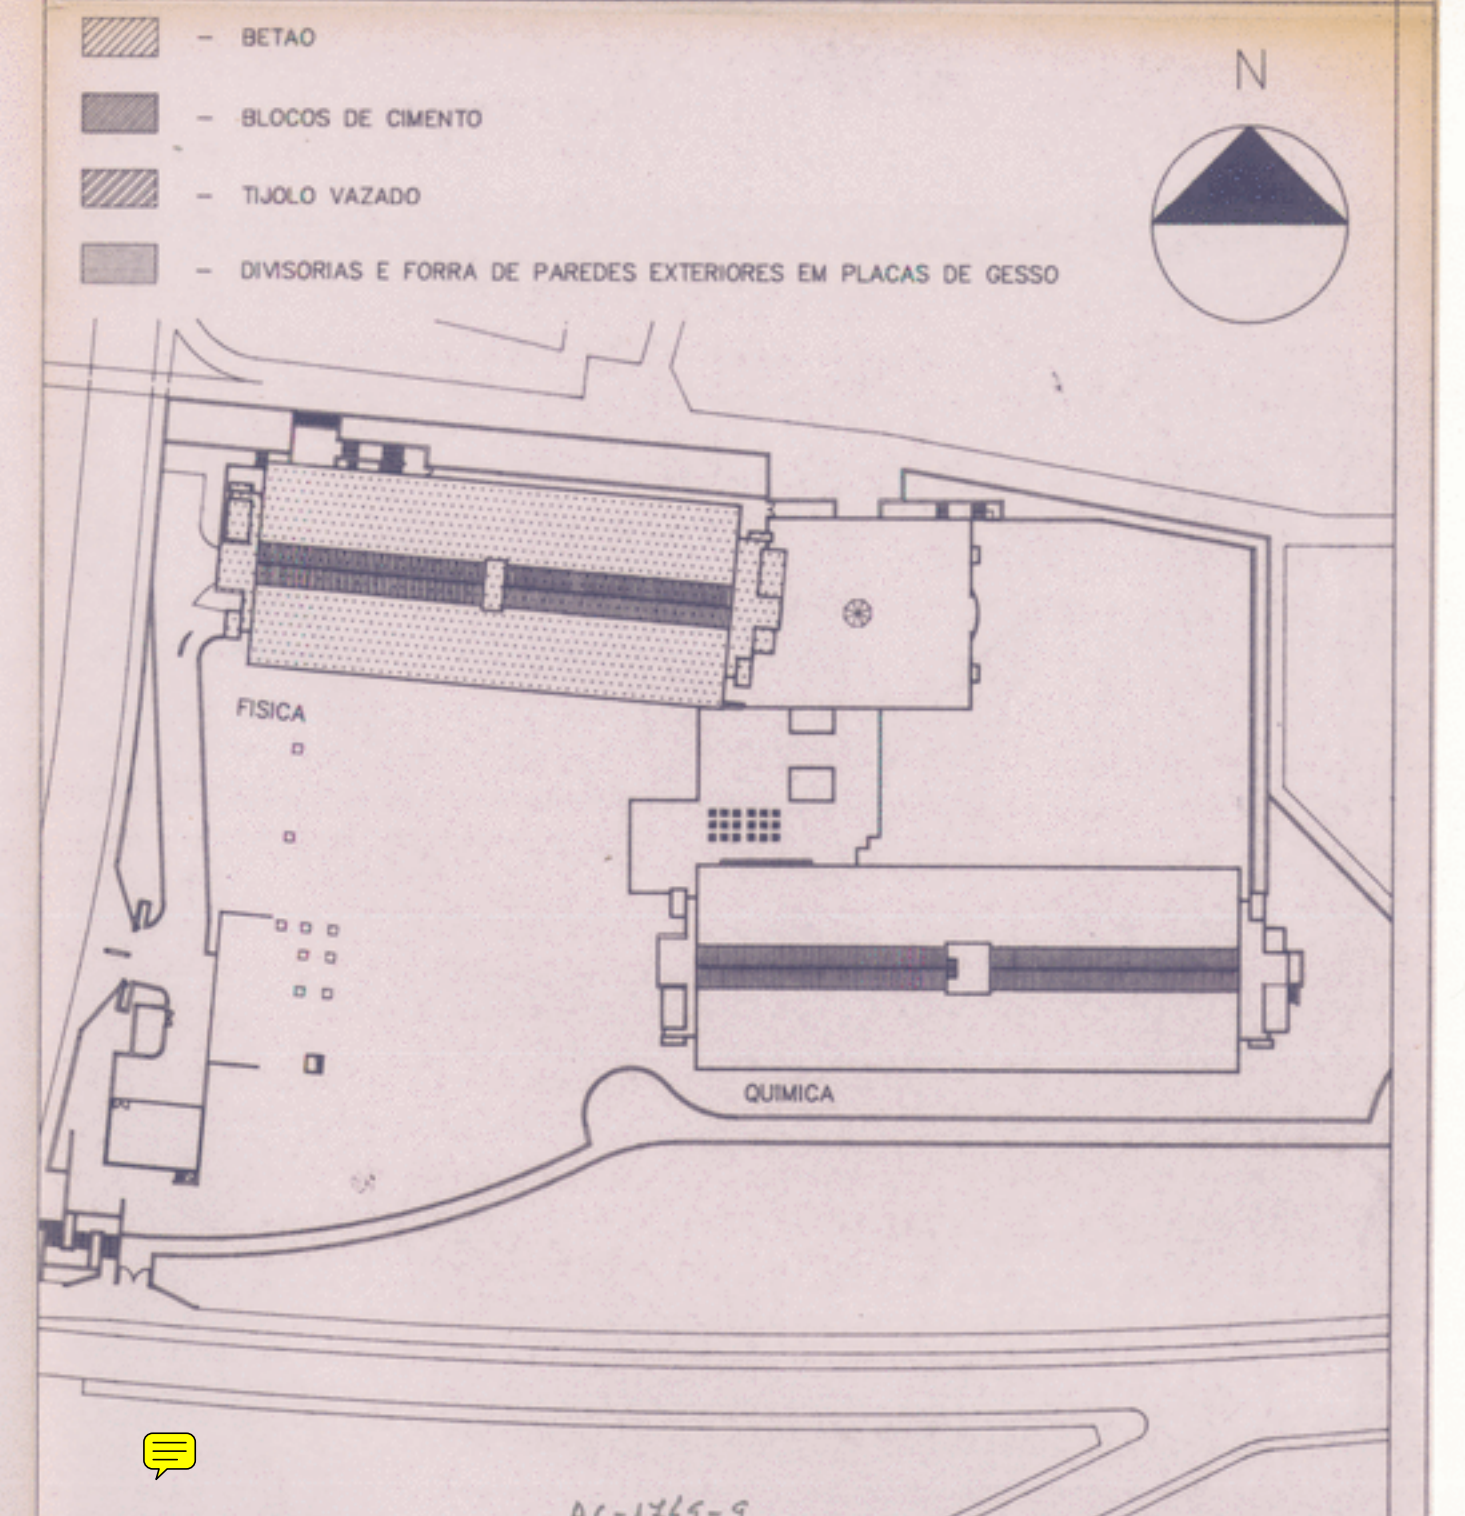 - BETAO
N
- BLOCOS DE CIMENTO
- TIJOLO VAZADO
- DIVISORIAS E FORRA DE PAREDES EXTERIORES EM PLACAS DE GESSO
FISICA
QUIMICA